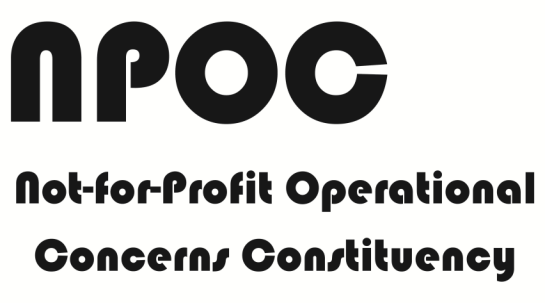 NPOC
Not-for-Profit Operational
Concerns Constituency